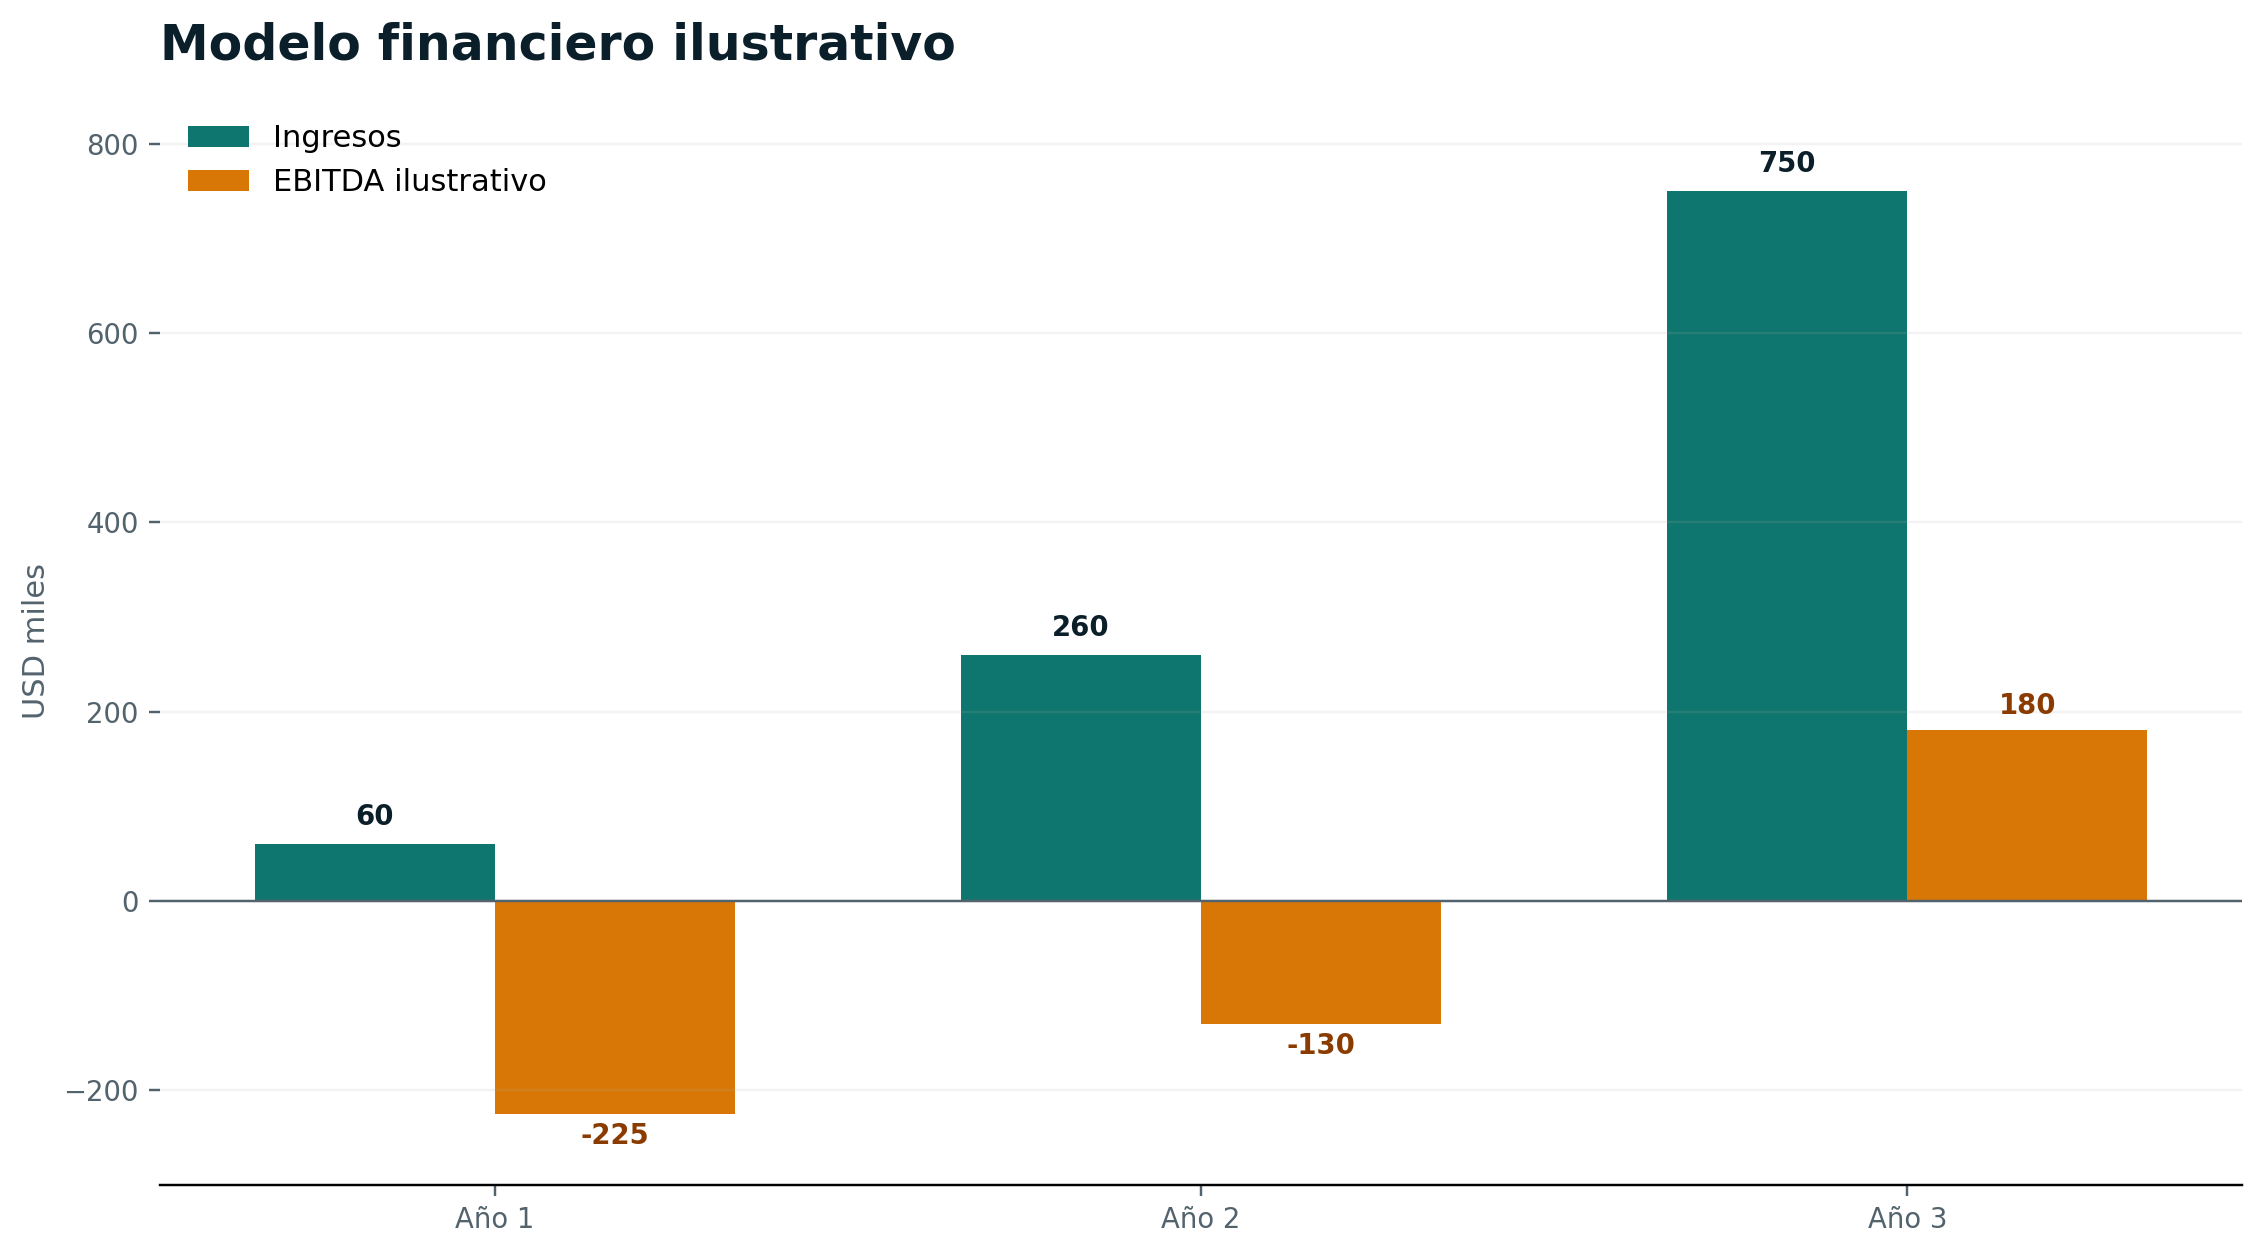 Modelo financiero ilustrativo
Ingresos
EBITDA ilustrativo
USD miles
800
600
400
200
0
−200
60
-225
260
-130
750
180
Año 1
Año 2
Año 3